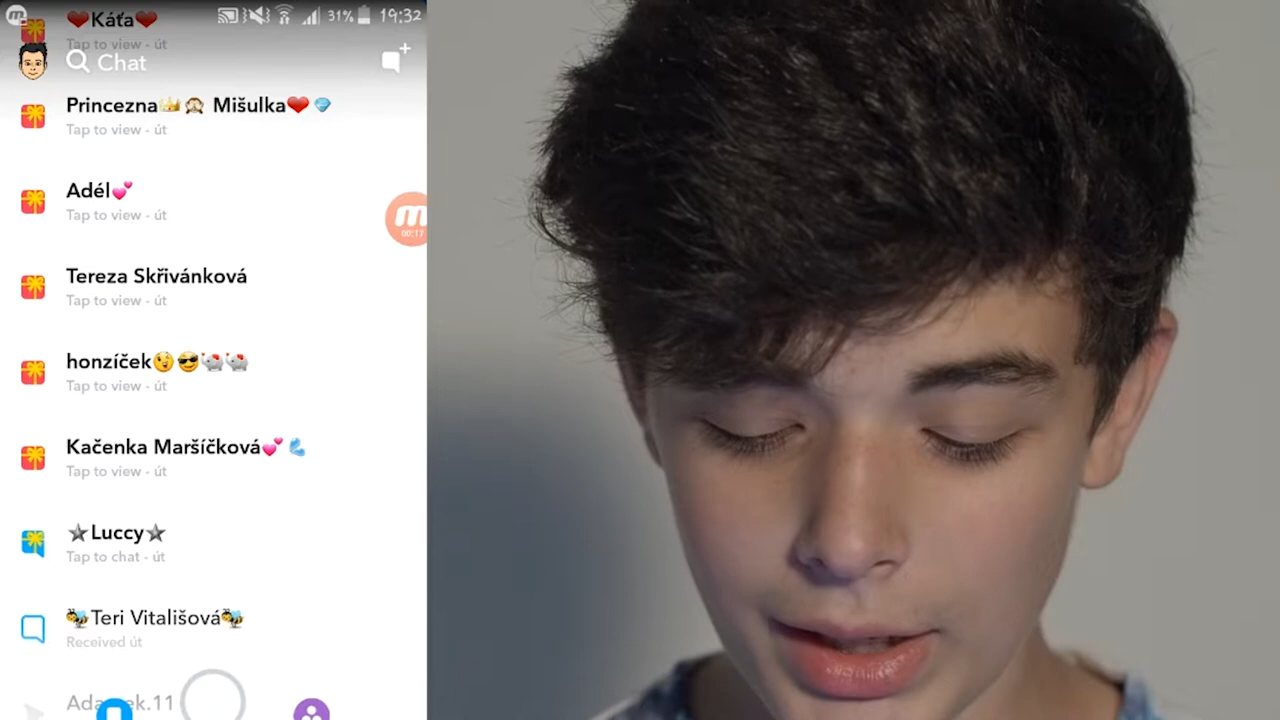 31% 19:32
❤️Káťa❤️
Tap to view - út
Chat
Princezna👑🙊 Mišulka❤️💎
Tap to view - út
Adél💕
Tap to view - út
m
00:17
Tereza Skřivánková
Tap to view - út
honzíček😲😎🐩🐩
Tap to view - út
Kačenka Maršíčková💕💪
Tap to view - út
★Luccy★
Tap to chat - út
🐝Teri Vitališová🐝
Received út